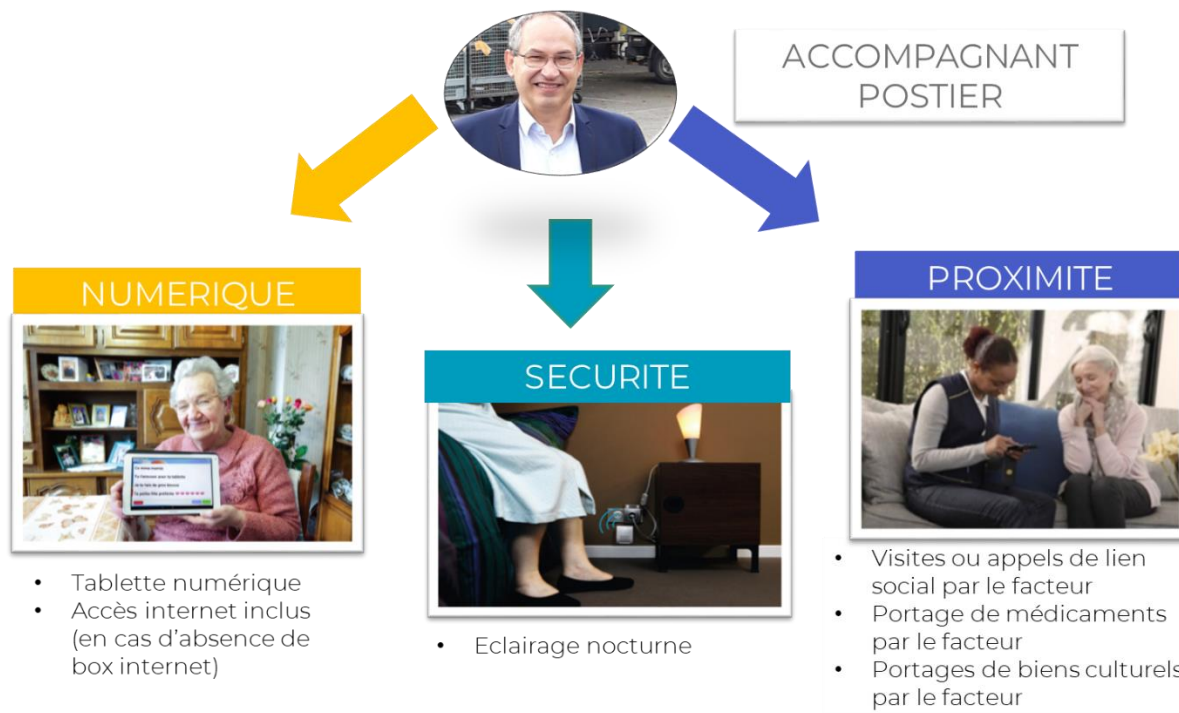 ACCOMPAGNANT
POSTIER
NUMERIQUE
• Tablette numérique
• Accès internet inclus
(en cas d’absence de
box internet)
SECURITE
• Eclairage nocturne
PROXIMITE
• Visites ou appels de lien
social par le facteur
• Portage de médicaments
par le facteur
• Portages de biens culturels
par le facteur